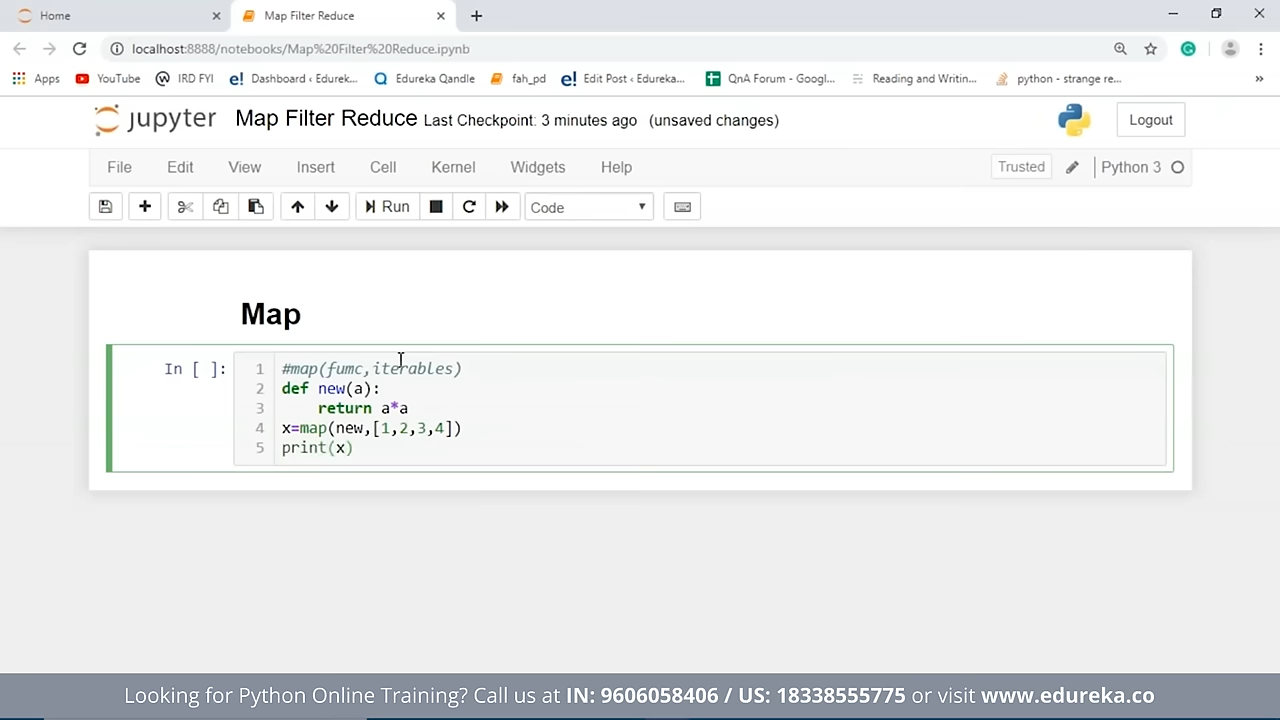 Home
Map Filter Reduce
localhost:8888/notebooks/Map%20Filter%20Reduce.ipynb
Apps YouTube IRD FYI Dashboard ‹ Edurek... Edureka Qandle fah_pd Edit Post ‹ Edureka... QnA Forum - Googl... Reading and Writin... python - strange re... »
jupyter Map Filter Reduce Last Checkpoint: 3 minutes ago (unsaved changes) Logout
File Edit View Insert Cell Kernel Widgets Help Trusted Python 3
Run Code
Map
In [ ]: 1 #map(fumc,iterables)
2 def new(a):
3 return a*a
4 x=map(new,[1,2,3,4])
5 print(x)
Looking for Python Online Training? Call us at IN: 9606058406 / US: 18338555775 or visit www.edureka.co